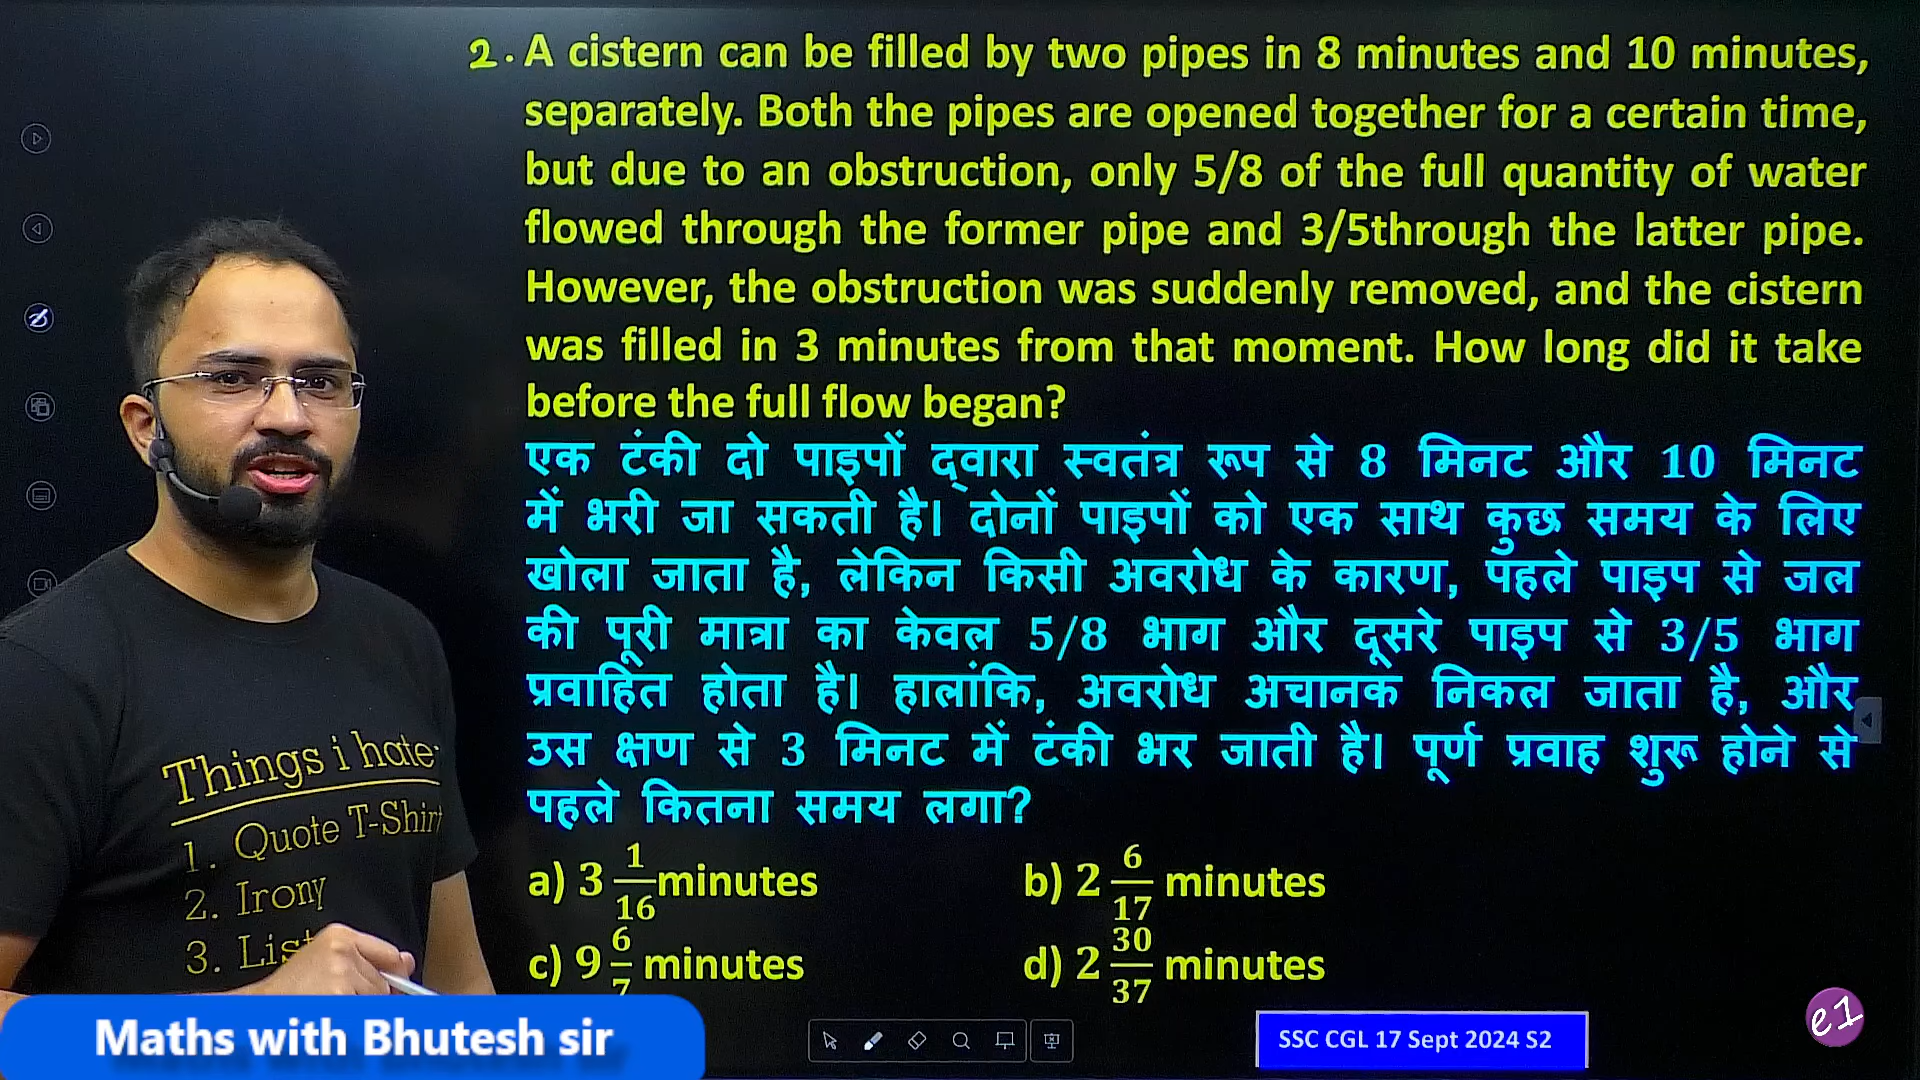 2. A cistern can be filled by two pipes in 8 minutes and 10 minutes,
separately. Both the pipes are opened together for a certain time,
but due to an obstruction, only 5/8 of the full quantity of water
flowed through the former pipe and 3/5through the latter pipe.
However, the obstruction was suddenly removed, and the cistern
was filled in 3 minutes from that moment. How long did it take
before the full flow began?
एक टंकी दो पाइपों द्वारा स्वतंत्र रूप से 8 मिनट और 10 मिनट
में भरी जा सकती है। दोनों पाइपों को एक साथ कुछ समय के लिए
खोला जाता है, लेकिन किसी अवरोध के कारण, पहले पाइप से जल
की पूरी मात्रा का केवल 5/8 भाग और दूसरे पाइप से 3/5 भाग
प्रवाहित होता है। हालांकि, अवरोध अचानक निकल जाता है, और
उस क्षण से 3 मिनट में टंकी भर जाती है। पूर्ण प्रवाह शुरू होने से
पहले कितना समय लगा?
a) 3 1/16 minutes b) 2 6/17 minutes
c) 9 6/7 minutes d) 2 30/37 minutes
Things i hate
1. Quote T-Shirt
2. Irony
3. List
Maths with Bhutesh sir
SSC CGL 17 Sept 2024 S2
e1